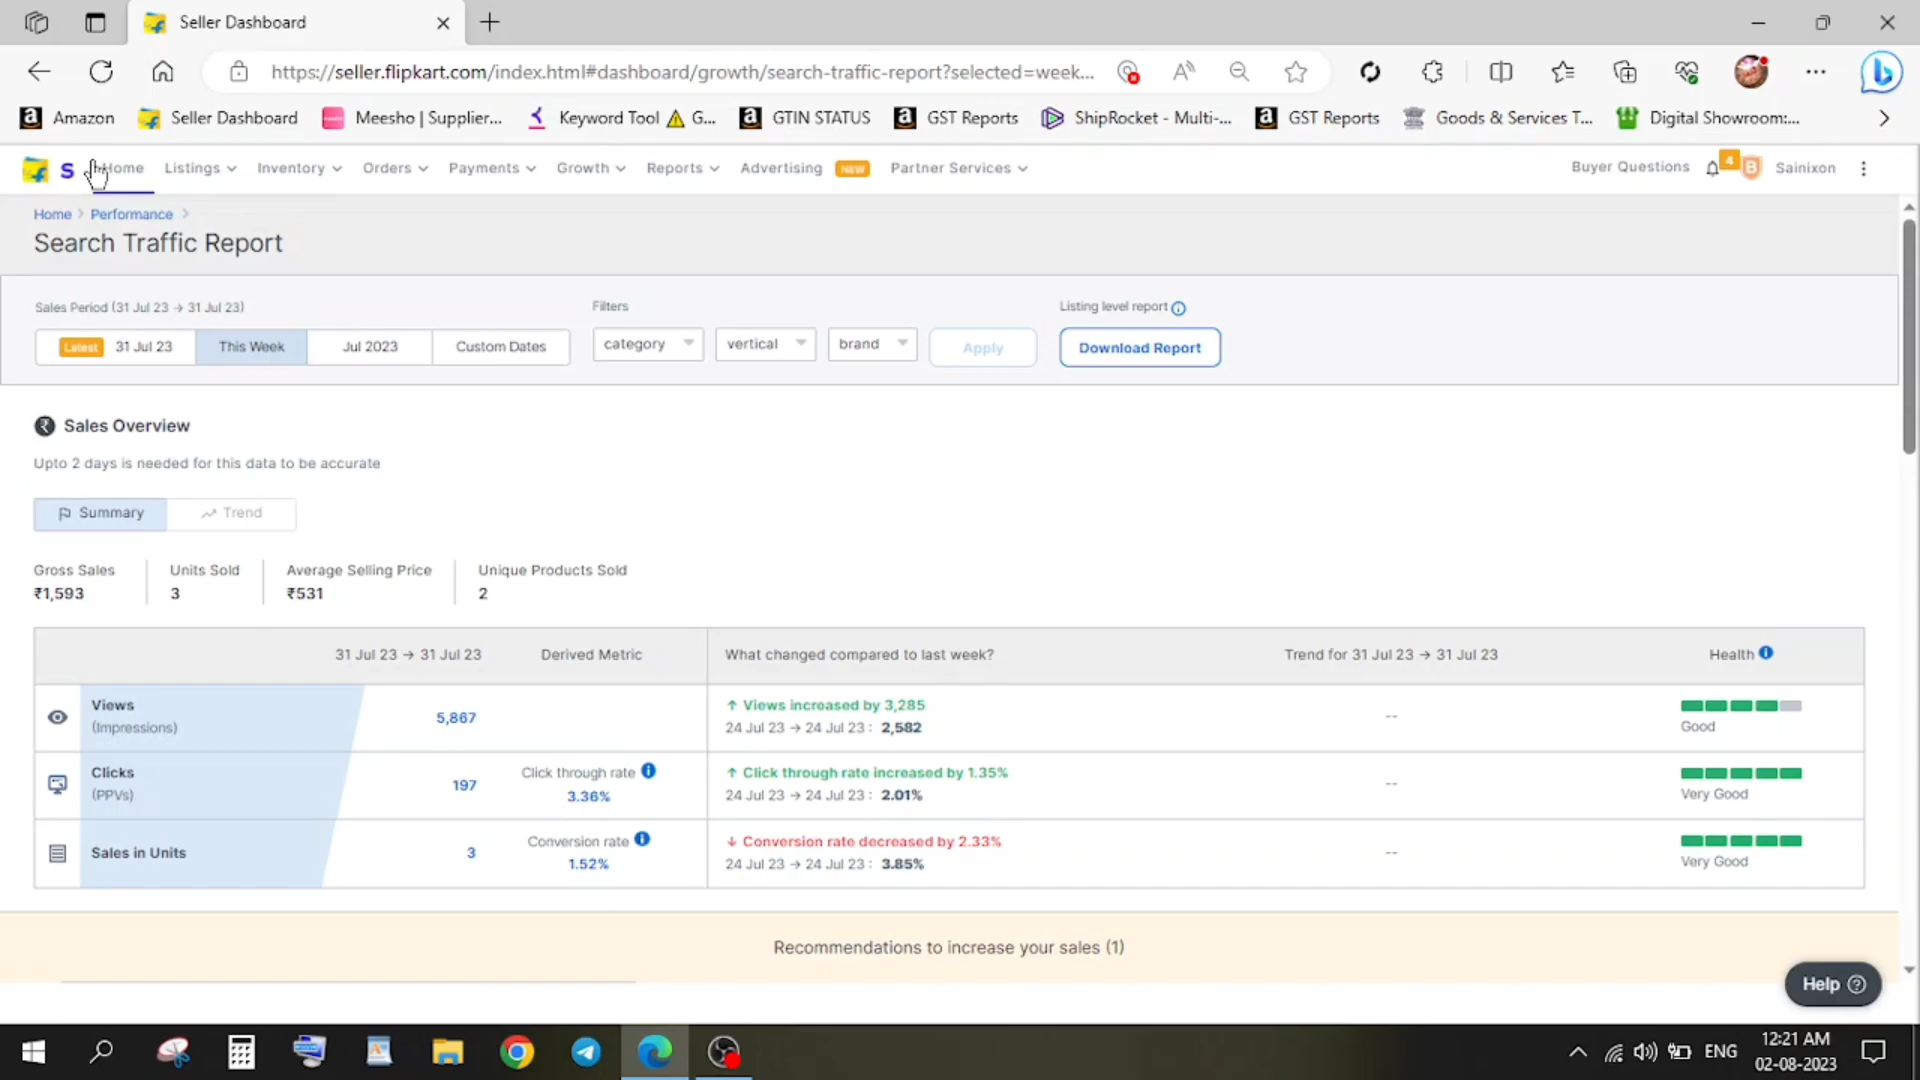 Seller Dashboard
https://seller.flipkart.com/index.html#dashboard/growth/search-traffic-report?selected=week...
Amazon Seller Dashboard Meesho | Supplier... Keyword Tool ⚠ G... GTIN STATUS GST Reports ShipRocket - Multi-... GST Reports Goods & Services T... Digital Showroom:...
S Home Listings Inventory Orders Payments Growth Reports Advertising NEW Partner Services Buyer Questions 4 B Sainixon
Home > Performance >
Search Traffic Report
Sales Period (31 Jul 23 → 31 Jul 23) Filters Listing level report
Latest 31 Jul 23 This Week Jul 2023 Custom Dates category vertical brand Apply Download Report
Sales Overview
Upto 2 days is needed for this data to be accurate
Summary Trend
Gross Sales Units Sold Average Selling Price Unique Products Sold
₹1,593 3 ₹531 2
31 Jul 23 → 31 Jul 23 Derived Metric What changed compared to last week? Trend for 31 Jul 23 → 31 Jul 23 Health
Views ↑ Views increased by 3,285
(Impressions) 5,867 24 Jul 23 → 24 Jul 23 : 2,582 -- Good
Clicks Click through rate ↑ Click through rate increased by 1.35%
(PPVs) 197 3.36% 24 Jul 23 → 24 Jul 23 : 2.01% -- Very Good
Sales in Units 3 Conversion rate ↓ Conversion rate decreased by 2.33%
1.52% 24 Jul 23 → 24 Jul 23 : 3.85% -- Very Good
Recommendations to increase your sales (1)
Help
ENG 12:21 AM
02-08-2023